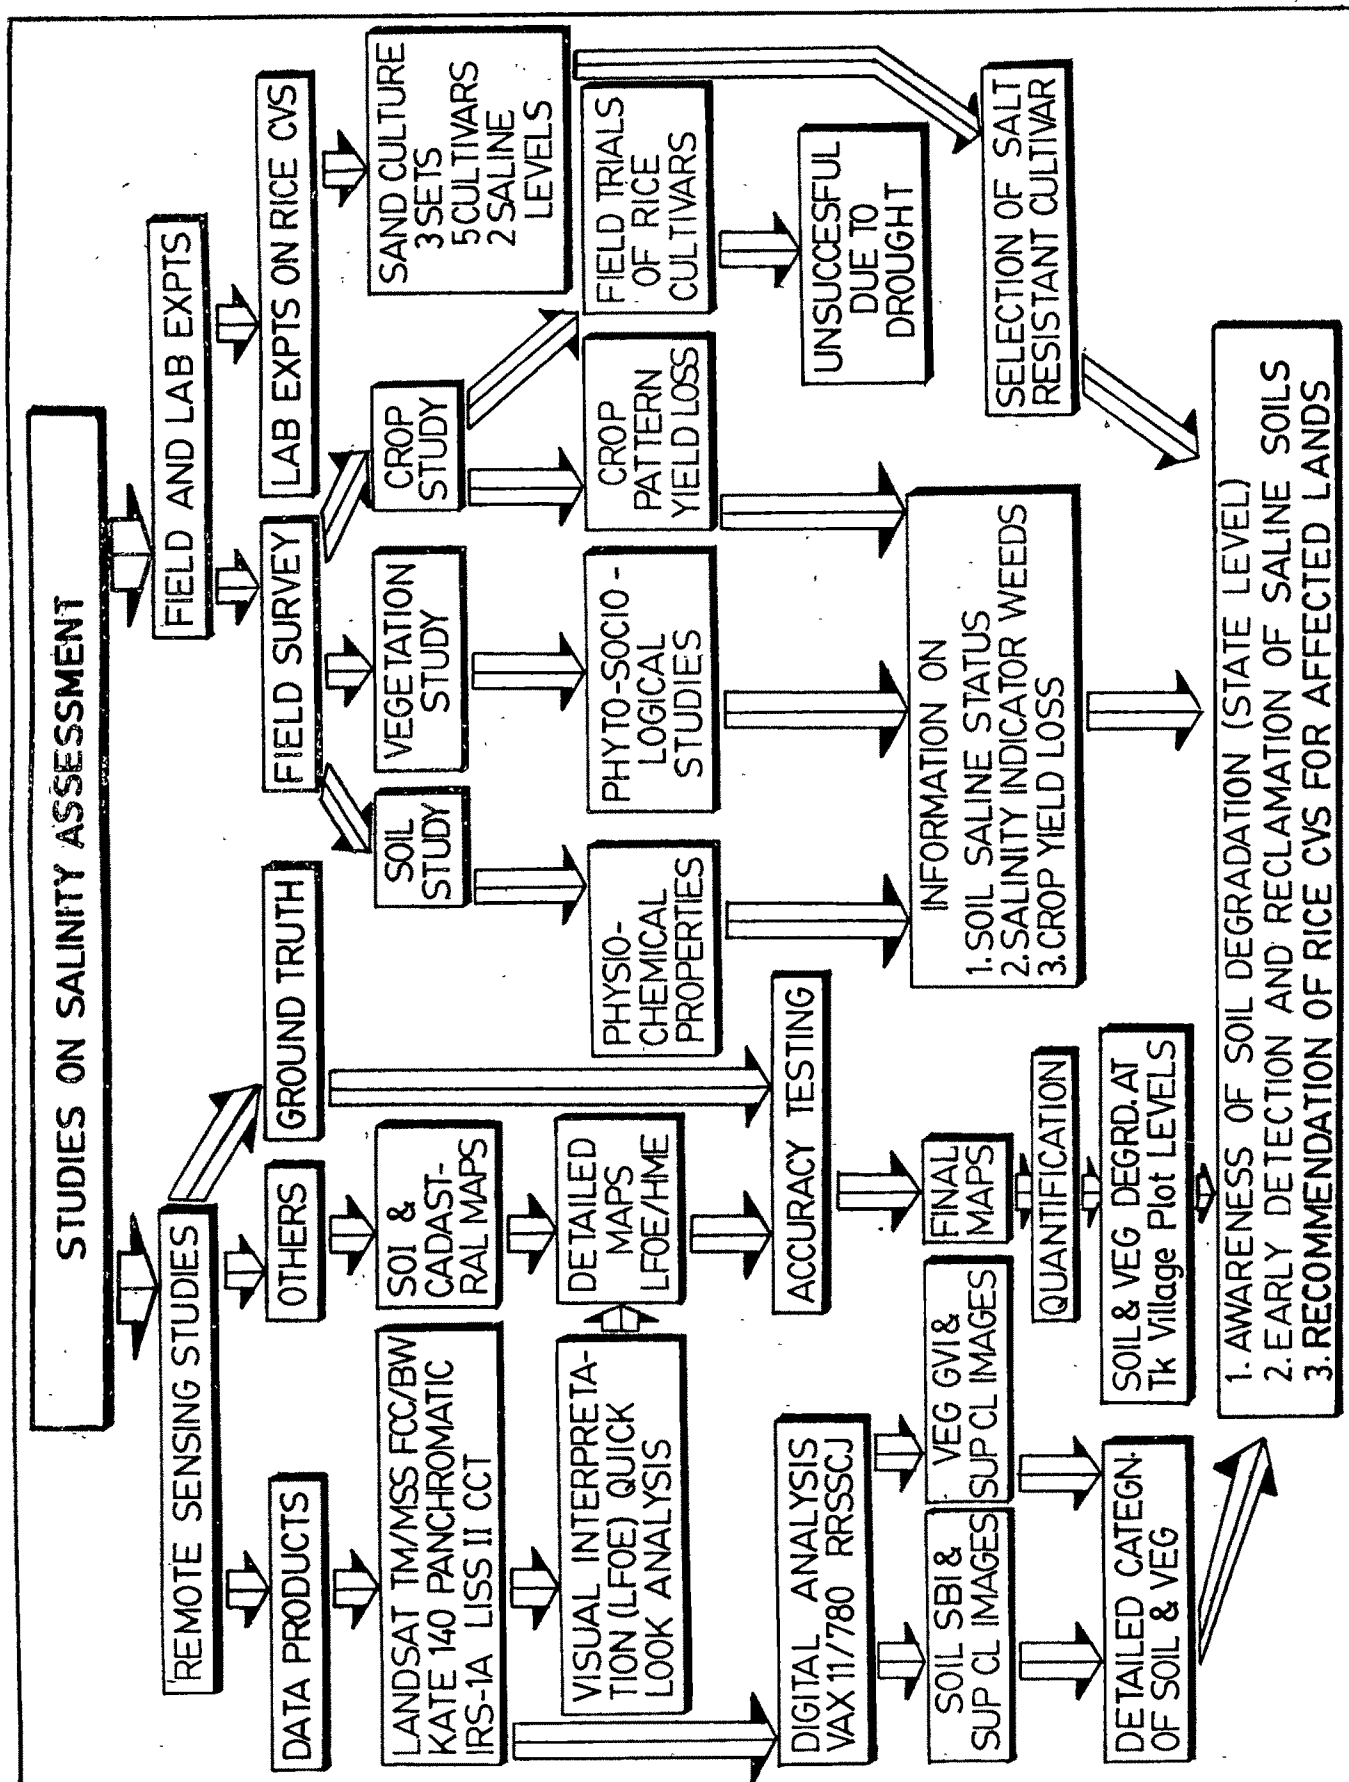 STUDIES ON SALINITY ASSESSMENT
REMOTE SENSING STUDIES
FIELD AND LAB EXPTS
DATA PRODUCTS
OTHERS
GROUND TRUTH
FIELD SURVEY
LAB EXPTS ON RICE CVS
LANDSAT TM/MSS FCC/BW
KATE 140 PANCHROMATIC
IRS-1A LISS II CCT
SOI &
CADAST-
RAL MAPS
SOIL
STUDY
VEGETATION
STUDY
CROP
STUDY
SAND CULTURE
3 SETS
5 CULTIVARS
2 SALINE
LEVELS
VISUAL INTERPRETA-
TION (LFOE) QUICK
LOOK ANALYSIS
DETAILED
MAPS
LFOE/HME
PHYSIO-
CHEMICAL
PROPERTIES
PHYTO-SOCIO-
LOGICAL
STUDIES
CROP
PATTERN
YIELD LOSS
FIELD TRIALS
OF RICE
CULTIVARS
DIGITAL ANALYSIS
VAX 11/780 RRSSCJ
ACCURACY TESTING
UNSUCCESSFUL
DUE TO
DROUGHT
SOIL SBI &
SUP CL IMAGES
VEG GVI &
SUP CL IMAGES
FINAL
MAPS
INFORMATION ON
1. SOIL SALINE STATUS
2. SALINITY INDICATOR WEEDS
3. CROP YIELD LOSS
SELECTION OF SALT
RESISTANT CULTIVAR
QUANTIFICATION
DETAILED CATEGN.
OF SOIL & VEG
SOIL & VEG DEGRD. AT
Tk Village Plot LEVELS
1. AWARENESS OF SOIL DEGRADATION (STATE LEVEL)
2. EARLY DETECTION AND RECLAMATION OF SALINE SOILS
3. RECOMMENDATION OF RICE CVS FOR AFFECTED LANDS